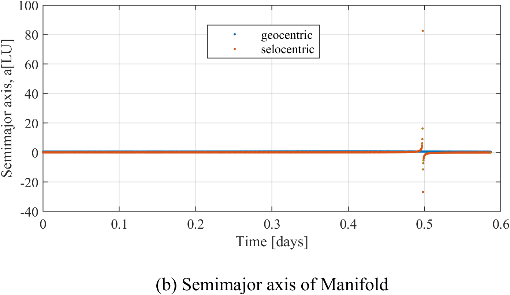 100
80
60
40
20
0
-20
-40
Semimajor axis, a[LU]
geocentric
selocentric
0 0.1 0.2 0.3 0.4 0.5 0.6
Time [days]
(b) Semimajor axis of Manifold